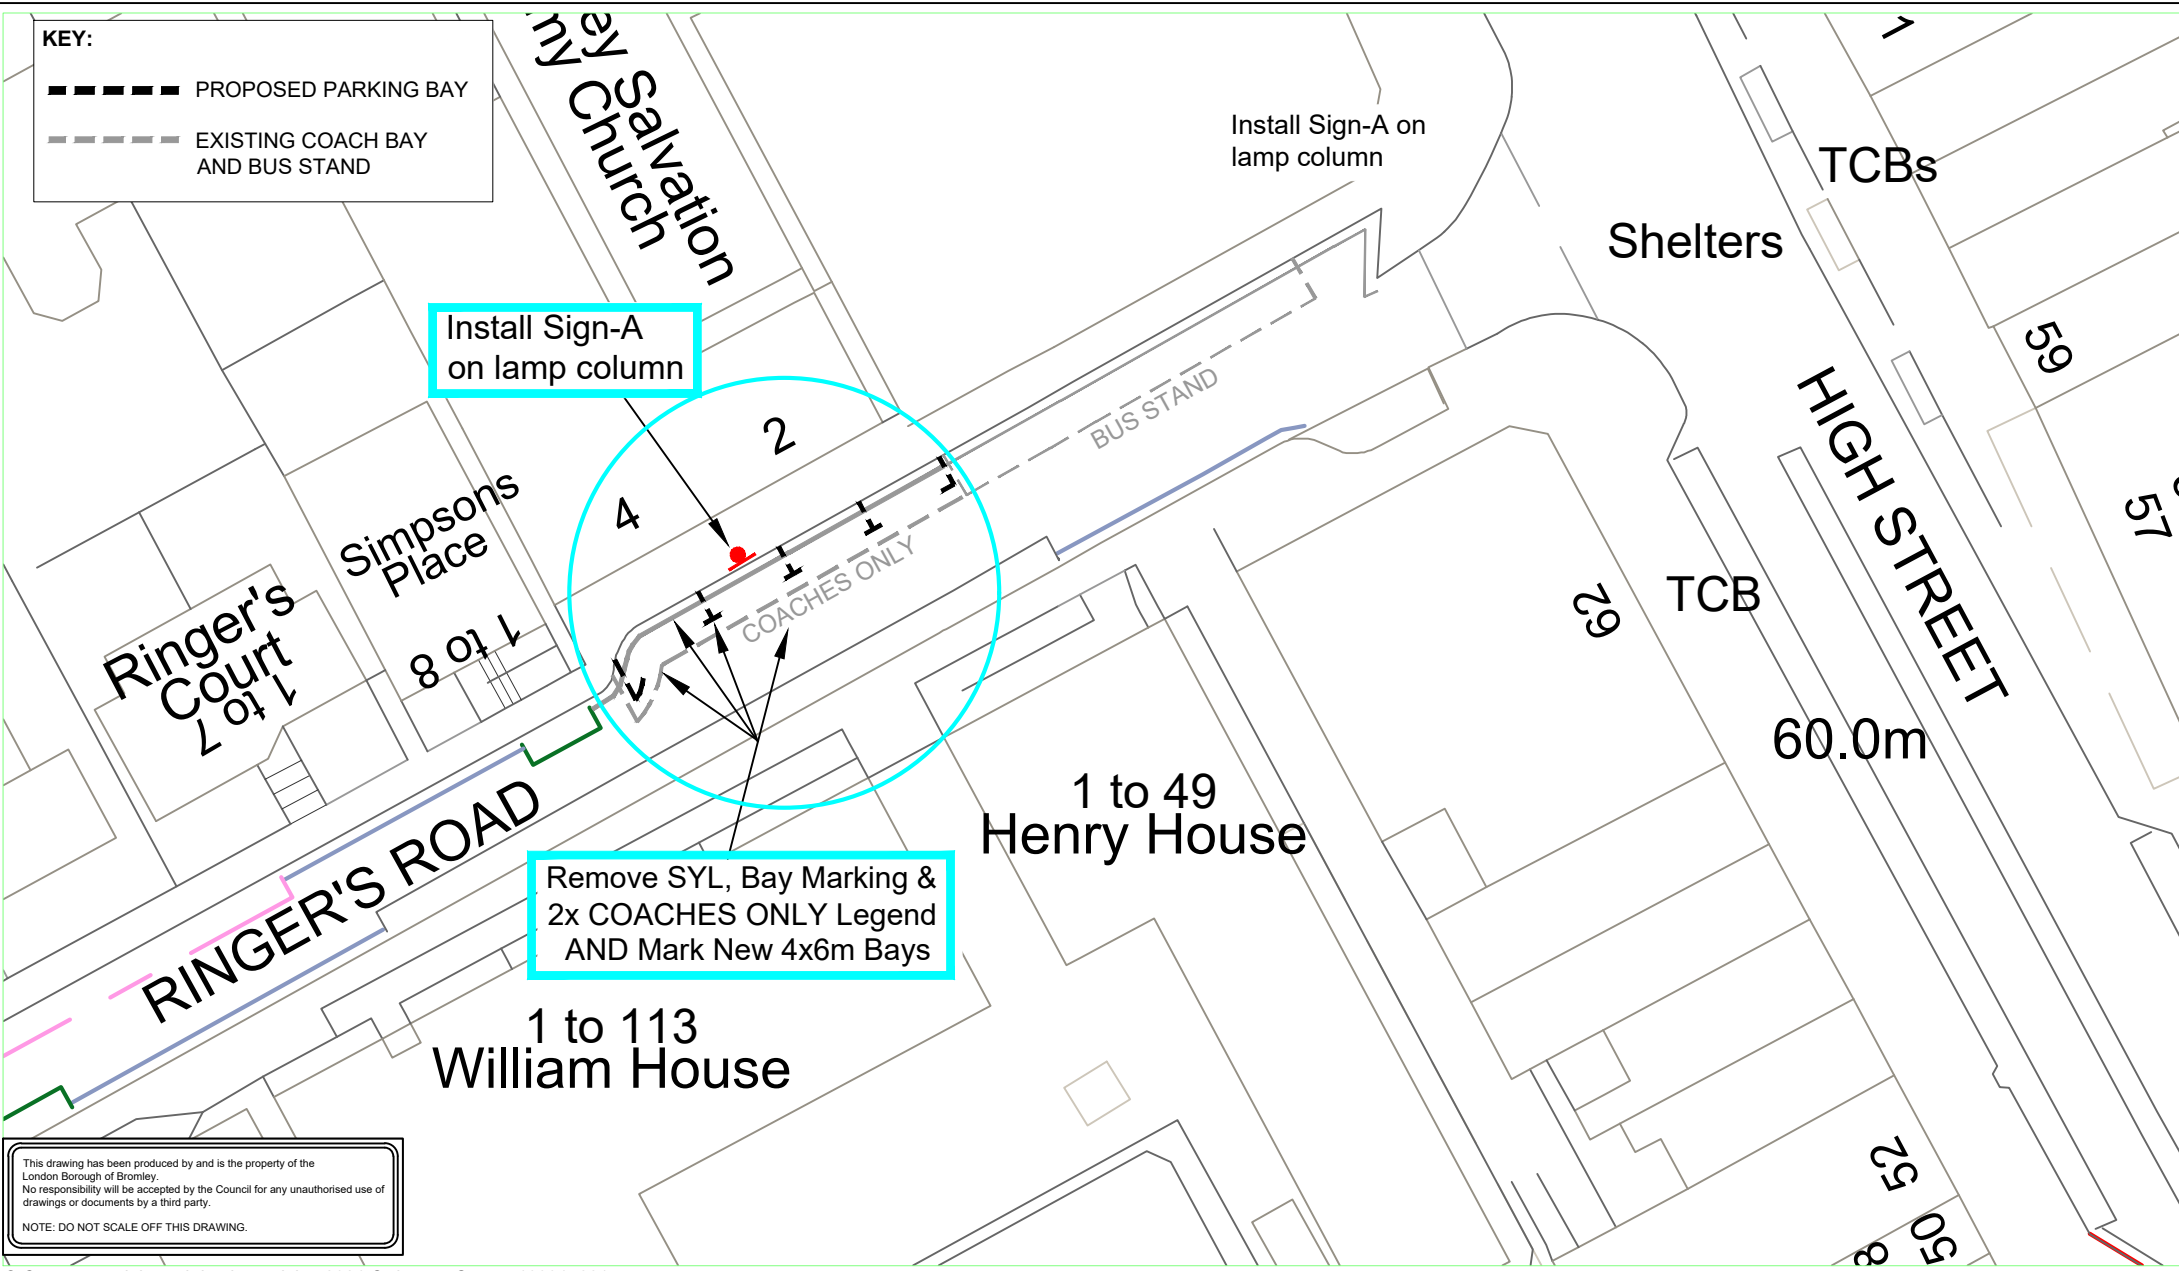 KEY:
PROPOSED PARKING BAY
EXISTING COACH BAY
AND BUS STAND
Salvation
Church
Install Sign-A on
lamp column
TCBs
Shelters
1
59
57
HIGH STREET
Install Sign-A
on lamp column
2
4
BUS STAND
COACHES ONLY
Simpsons
Place
1 to 8
Ringer's
Court
1 to 7
62
TCB
60.0m
RINGER'S ROAD
1 to 49
Henry House
Remove SYL, Bay Marking &
2x COACHES ONLY Legend
AND Mark New 4x6m Bays
1 to 113
William House
52
50
This drawing has been produced by and is the property of the
London Borough of Bromley.
No responsibility will be accepted by the Council for any unauthorised use of
drawings or documents by a third party.
NOTE: DO NOT SCALE OFF THIS DRAWING.